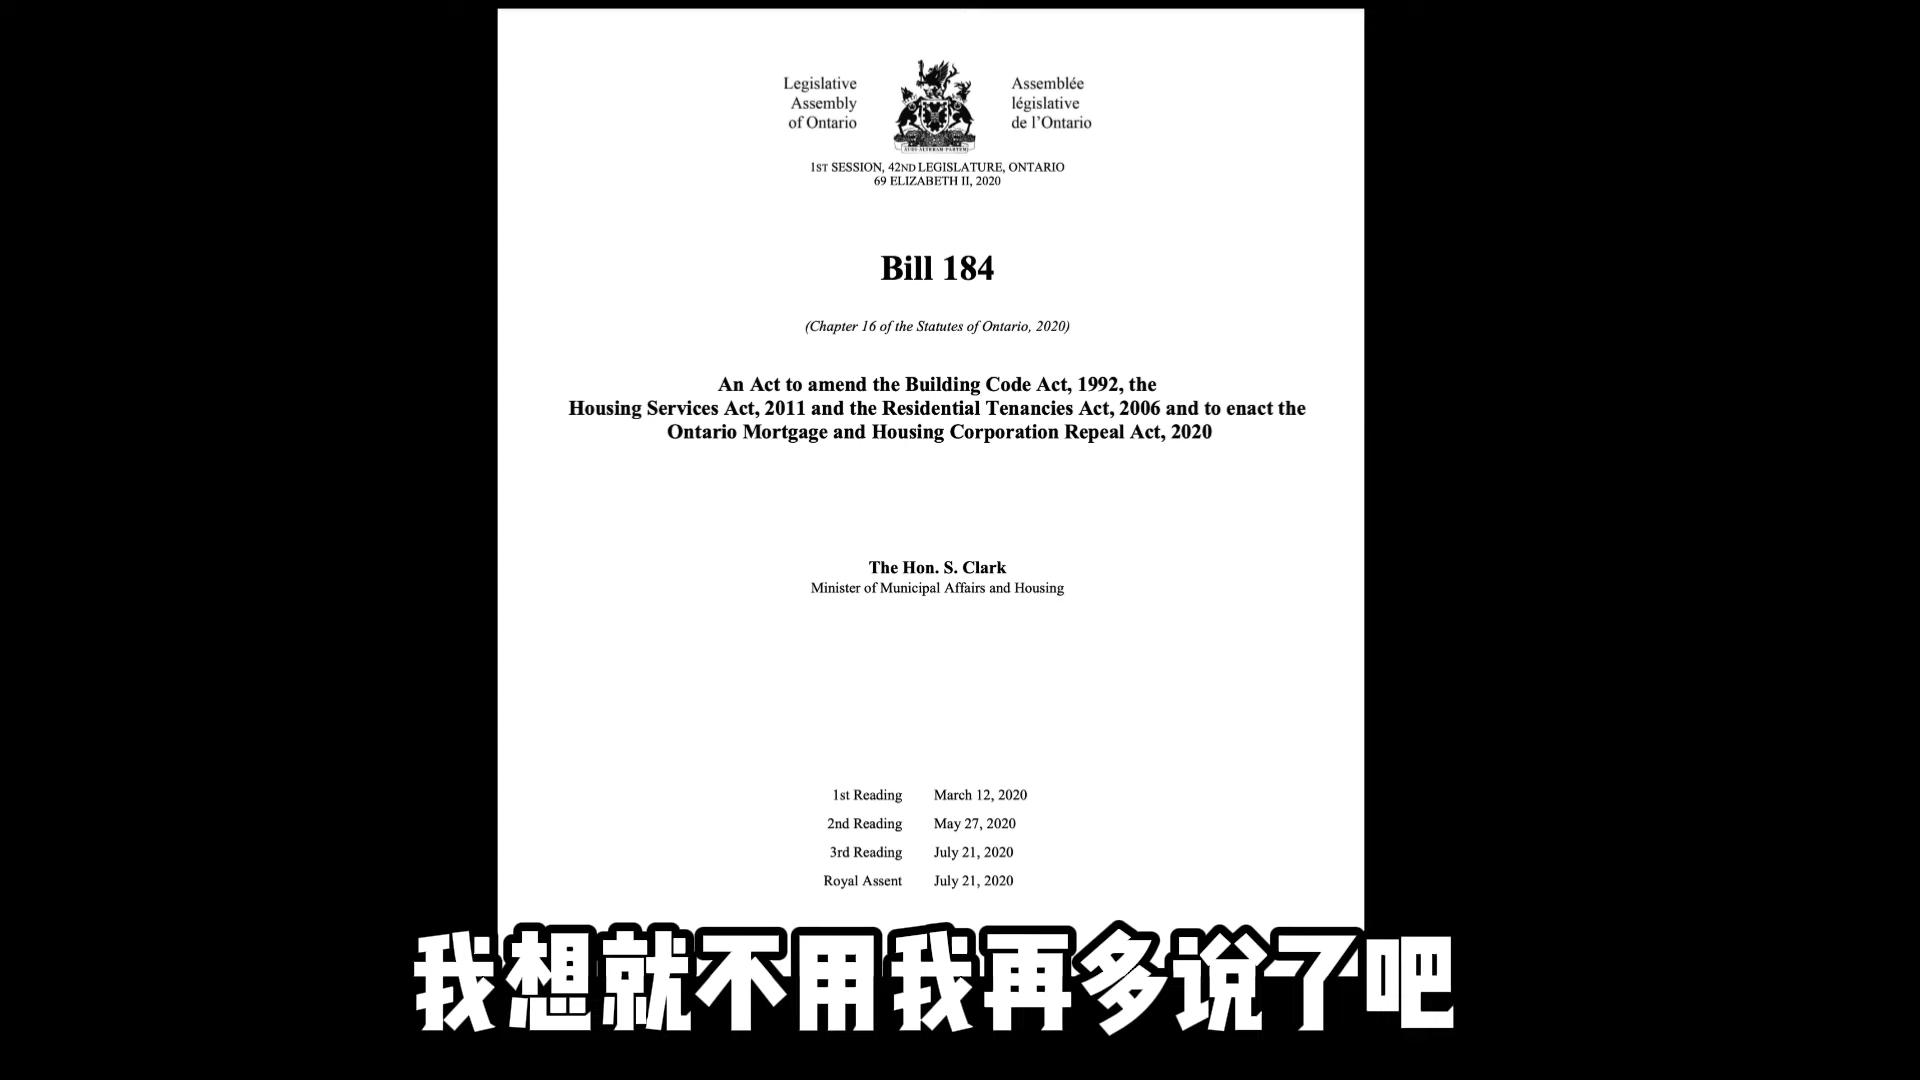 Legislative
Assembly
of Ontario
Assemblée
législative
de l'Ontario
1ST SESSION, 42ND LEGISLATURE, ONTARIO
69 ELIZABETH II, 2020
Bill 184
(Chapter 16 of the Statutes of Ontario, 2020)
An Act to amend the Building Code Act, 1992, the
Housing Services Act, 2011 and the Residential Tenancies Act, 2006 and to enact the
Ontario Mortgage and Housing Corporation Repeal Act, 2020
The Hon. S. Clark
Minister of Municipal Affairs and Housing
1st Reading March 12, 2020
2nd Reading May 27, 2020
3rd Reading July 21, 2020
Royal Assent July 21, 2020
我想就不用我再多说了吧